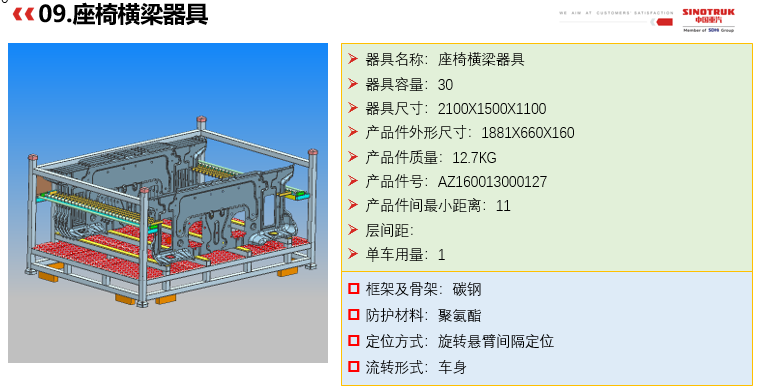 09.座椅横梁器具
WE AIM AT CUSTOMERS' SATISFACTION
SINOTRUK
中国重汽
Member of SDHI Group
器具名称：座椅横梁器具
器具容量：30
器具尺寸：2100X1500X1100
产品件外形尺寸：1881X660X160
产品件质量：12.7KG
产品件号：AZ160013000127
产品件间最小距离：11
层间距：
单车用量：1
框架及骨架：碳钢
防护材料：聚氨酯
定位方式：旋转悬臂间隔定位
流转形式：车身